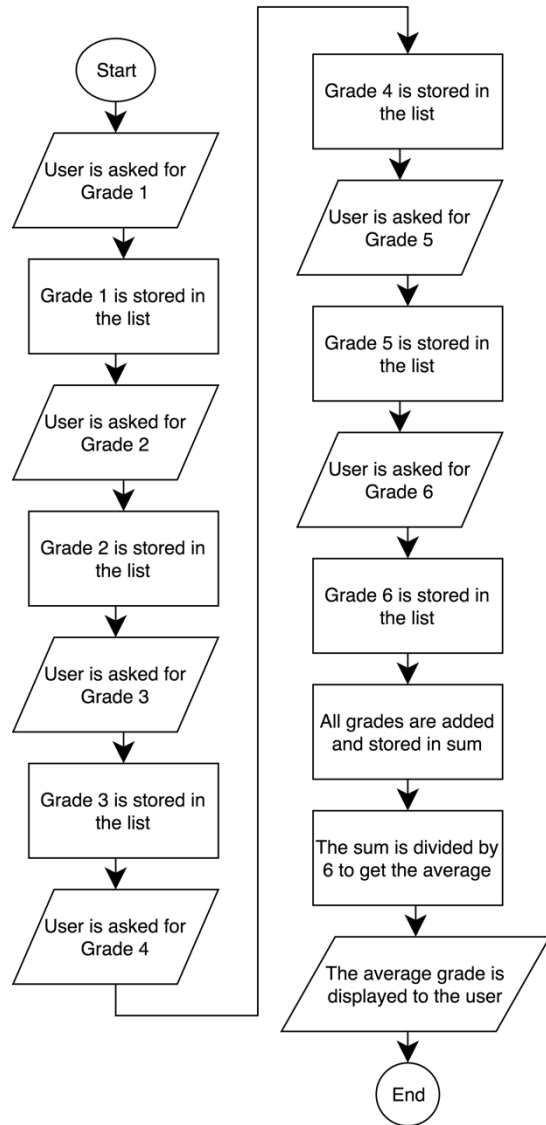 Start
User is asked for
Grade 1
Grade 1 is stored in
the list
User is asked for
Grade 2
Grade 2 is stored in
the list
User is asked for
Grade 3
Grade 3 is stored in
the list
User is asked for
Grade 4
Grade 4 is stored in
the list
User is asked for
Grade 5
Grade 5 is stored in
the list
User is asked for
Grade 6
Grade 6 is stored in
the list
All grades are added
and stored in sum
The sum is divided by
6 to get the average
The average grade is
displayed to the user
End